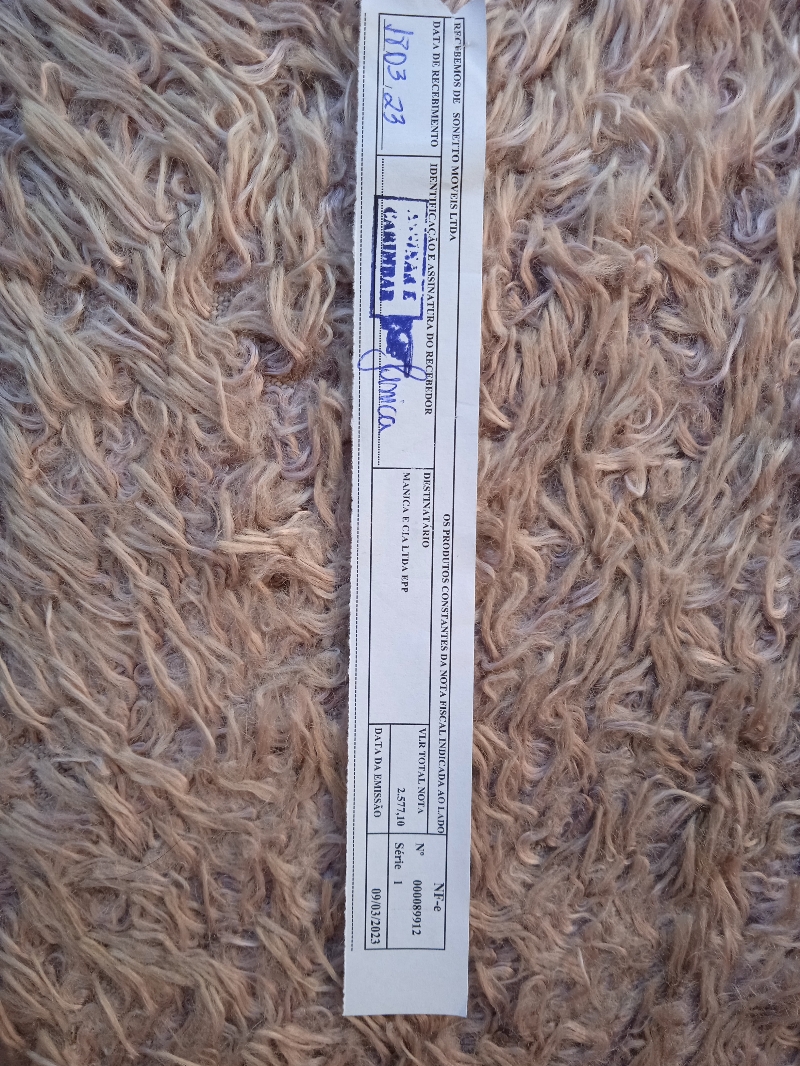 RECEBEMOS DE SONETTO MOVEIS LTDA
OS PRODUTOS CONSTANTES DA NOTA FISCAL INDICADA AO LADO
DATA DE RECEBIMENTO
03.23
IDENTIFICAÇÃO E ASSINATURA DO RECEBEDOR
ASSINAR E
CARIMBAR
DESTINATÁRIO
MANICA E CIA LTDA EPP
VLR TOTAL NOTA
2.577,10
DATA DA EMISSÃO
09/03/2023
NF-e
Nº 000089912
Série 1